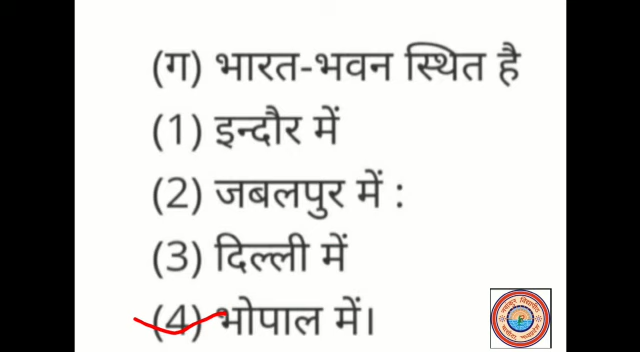 (ग) भारत-भवन स्थित है
(1) इन्दौर में
(2) जबलपुर में :
(3) दिल्ली में
(4) भोपाल में।